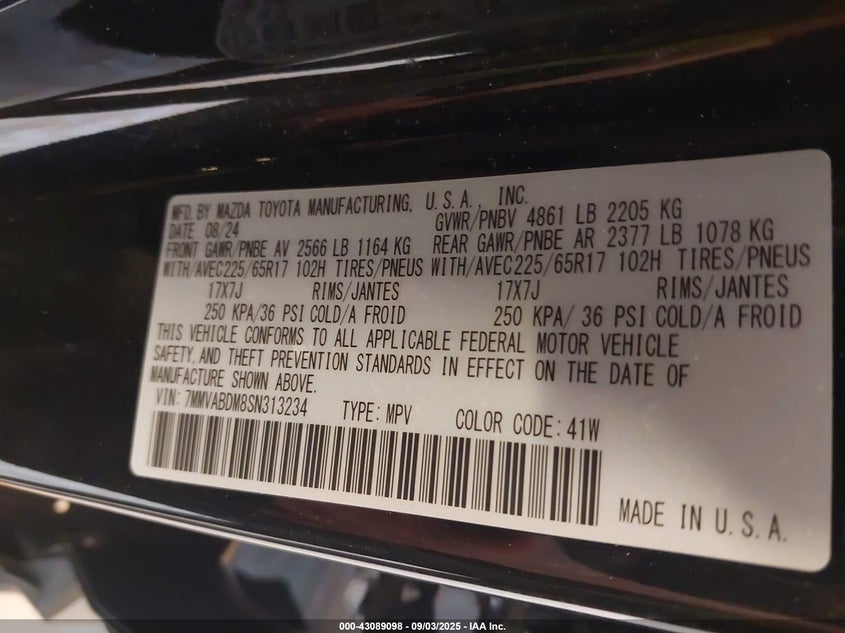 MFD. BY MAZDA TOYOTA MANUFACTURING, U.S.A., INC.
DATE 08/24 GVWR/PNBV 4861 LB 2205 KG
FRONT GAWR/PNBE AV 2566 LB 1164 KG REAR GAWR/PNBE AR 2377 LB 1078 KG
WITH/AVEC225/65R17 102H TIRES/PNEUS WITH/AVEC225/65R17 102H TIRES/PNEUS
17X7J RIMS/JANTES 17X7J RIMS/JANTES
250 KPA/36 PSI COLD/A FROID 250 KPA/ 36 PSI COLD/A FROID
THIS VEHICLE CONFORMS TO ALL APPLICABLE FEDERAL MOTOR VEHICLE
SAFETY, AND THEFT PREVENTION STANDARDS IN EFFECT ON THE DATE OF
MANUFACTURE SHOWN ABOVE.
VIN: 7MMVABDM8SN313234 TYPE: MPV COLOR CODE: 41W
MADE IN U.S.A.
000-43089098 - 09/03/2025 - IAA Inc.